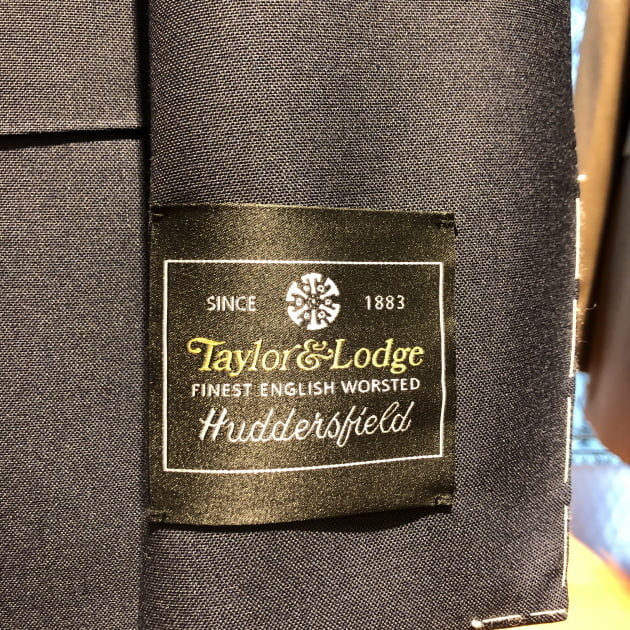 SINCE 1883
Taylor & Lodge
FINEST ENGLISH WORSTED
Huddersfield